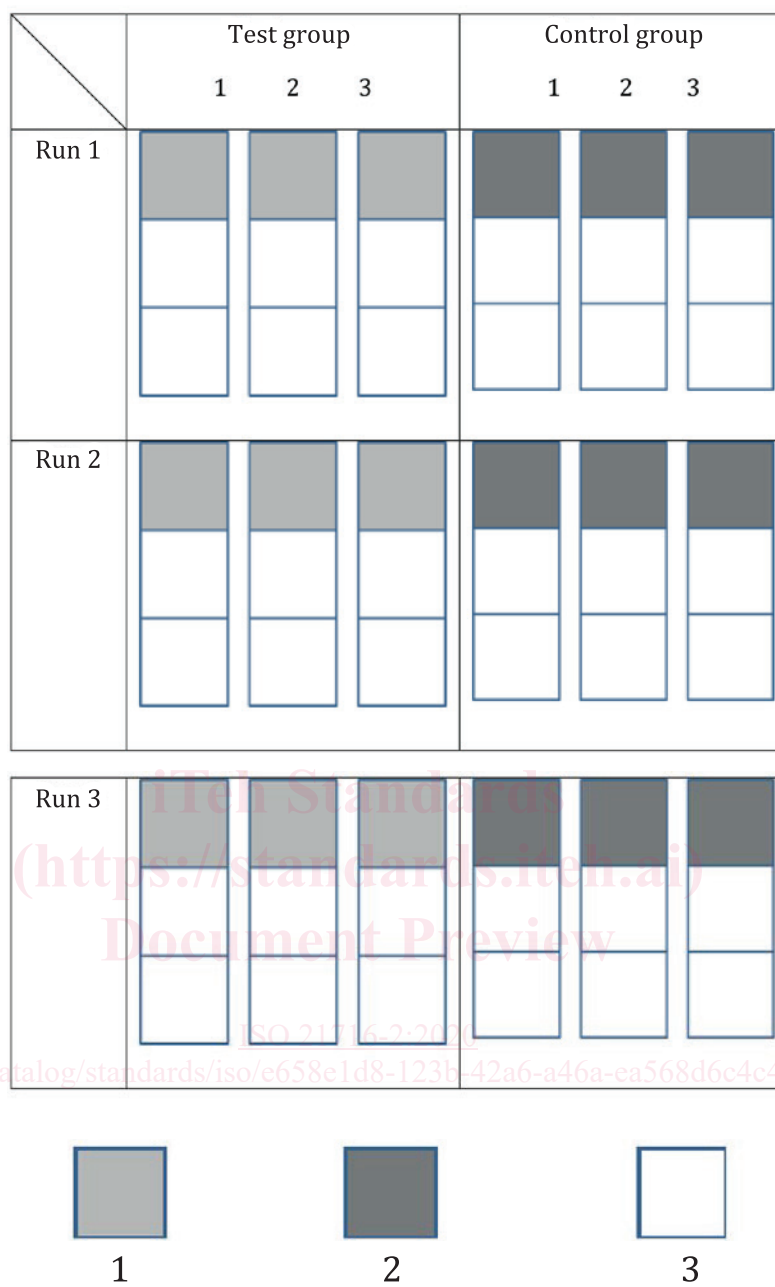 Test group Control group
1 2 3 1 2 3
Run 1
Run 2
Run 3
iTeh Standards
(https://standards.iteh.ai)
Document Preview
ISO 21716-2:2020
atalog/standards/iso/e658e1d8-123b-42a6-a46a-ea568d6c4c4
1 2 3